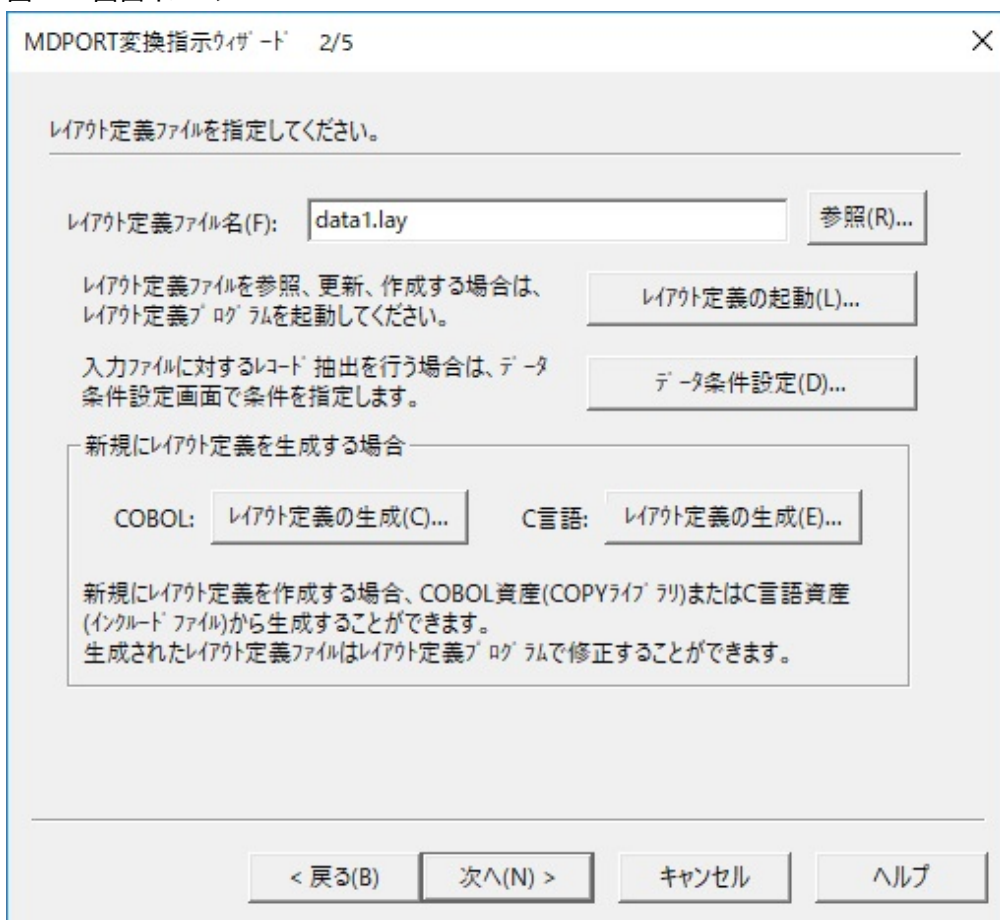 MDPORT変換指示ｳｨｻﾞｰﾄﾞ 2/5
ﾚｲｱｳﾄ定義ﾌｧｲﾙを指定してください。
ﾚｲｱｳﾄ定義ﾌｧｲﾙ名(F): data1.lay 参照(R)...
ﾚｲｱｳﾄ定義ﾌｧｲﾙを参照、更新、作成する場合は、
ﾚｲｱｳﾄ定義ﾌﾟﾛｸﾞﾗﾑを起動してください。
ﾚｲｱｳﾄ定義の起動(L)...
入力ﾌｧｲﾙに対するﾚｺｰﾄﾞ抽出を行う場合は、ﾃﾞｰﾀ
条件設定画面で条件を指定します。
ﾃﾞｰﾀ条件設定(D)...
新規にﾚｲｱｳﾄ定義を生成する場合
COBOL: ﾚｲｱｳﾄ定義の生成(C)... C言語: ﾚｲｱｳﾄ定義の生成(E)...
新規にﾚｲｱｳﾄ定義を作成する場合、COBOL資産(COPYﾗｲﾌﾞﾗﾘ)またはC言語資産
(ｲﾝｸﾙｰﾄﾞﾌｧｲﾙ)から生成することができます。
生成されたﾚｲｱｳﾄ定義ﾌｧｲﾙはﾚｲｱｳﾄ定義ﾌﾟﾛｸﾞﾗﾑで修正することができます。
< 戻る(B) 次へ(N) > キャンセル ヘルプ